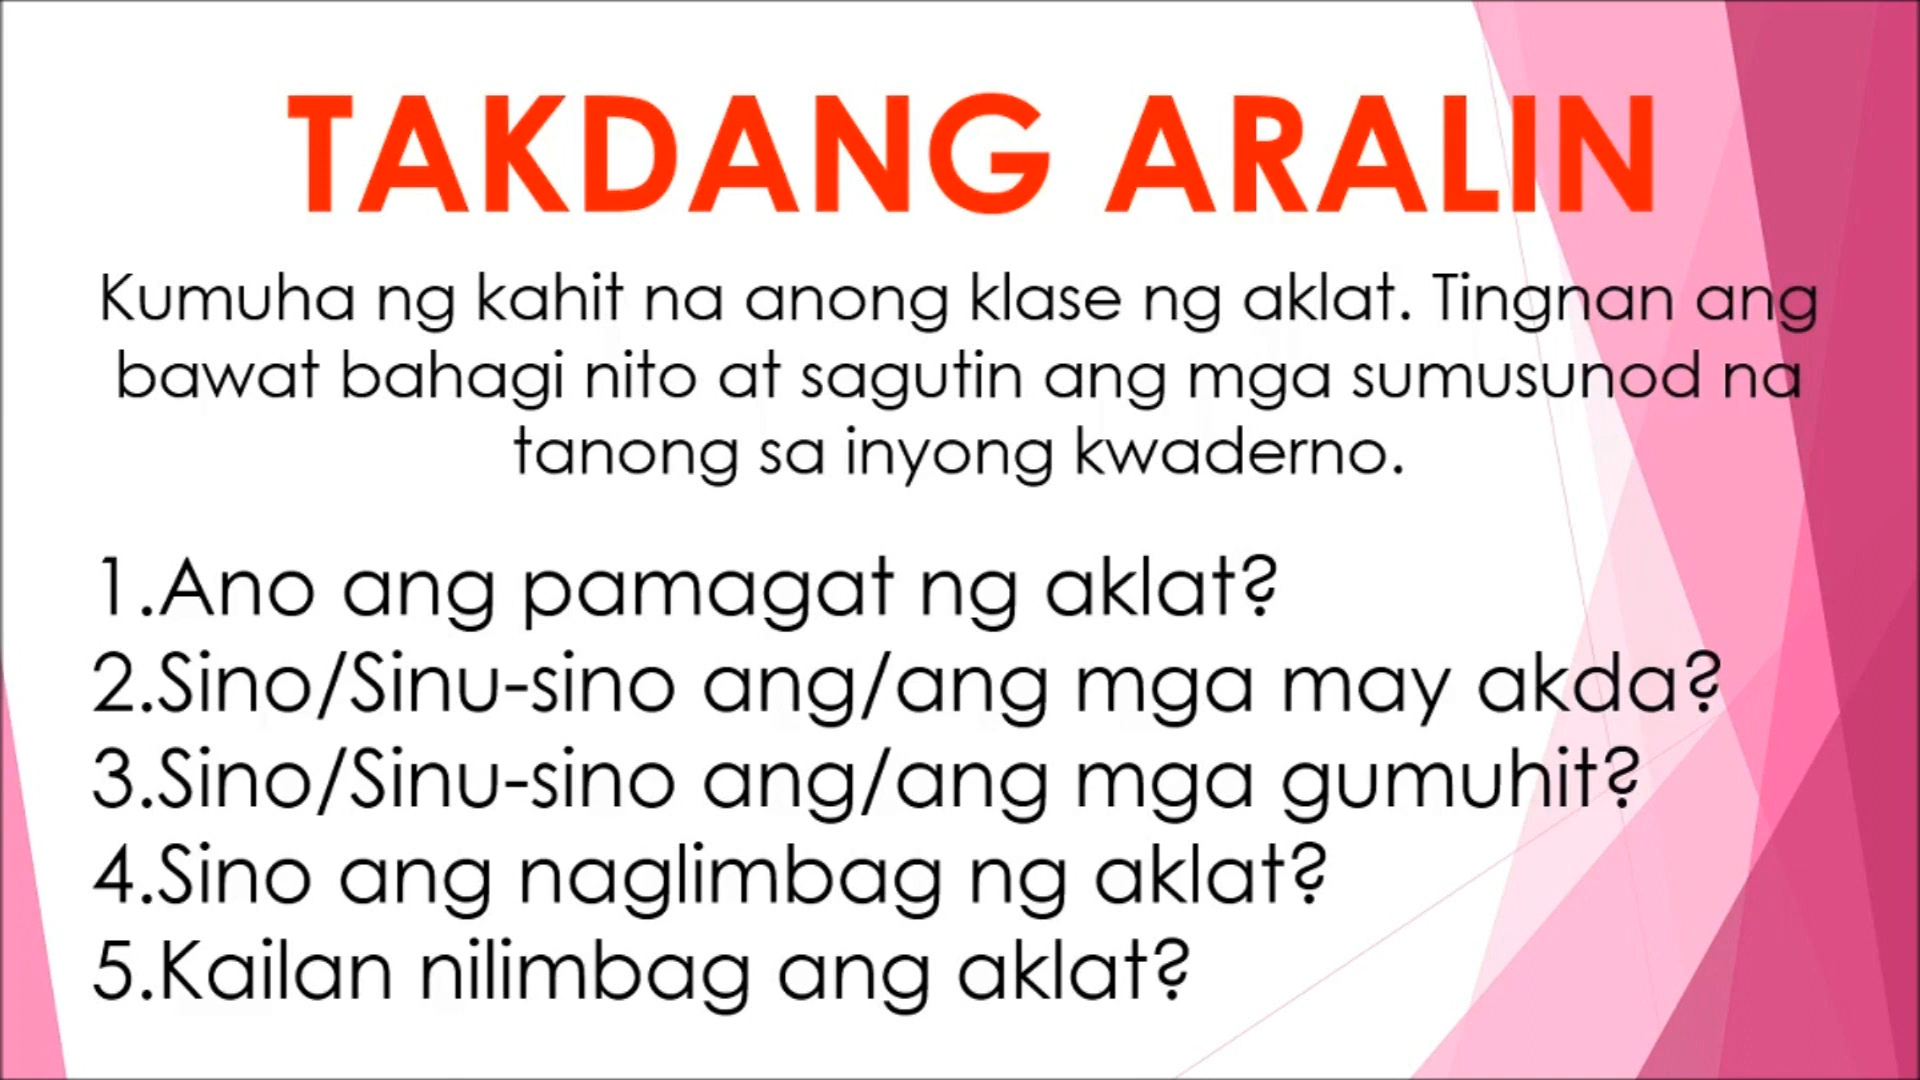 TAKDANG ARALIN
Kumuha ng kahit na anong klase ng aklat. Tingnan ang
bawat bahagi nito at sagutin ang mga sumusunod na
tanong sa inyong kwaderno.
1.Ano ang pamagat ng aklat?
2.Sino/Sinu-sino ang/ang mga may akda?
3.Sino/Sinu-sino ang/ang mga gumuhit?
4.Sino ang naglimbag ng aklat?
5.Kailan nilimbag ang aklat?